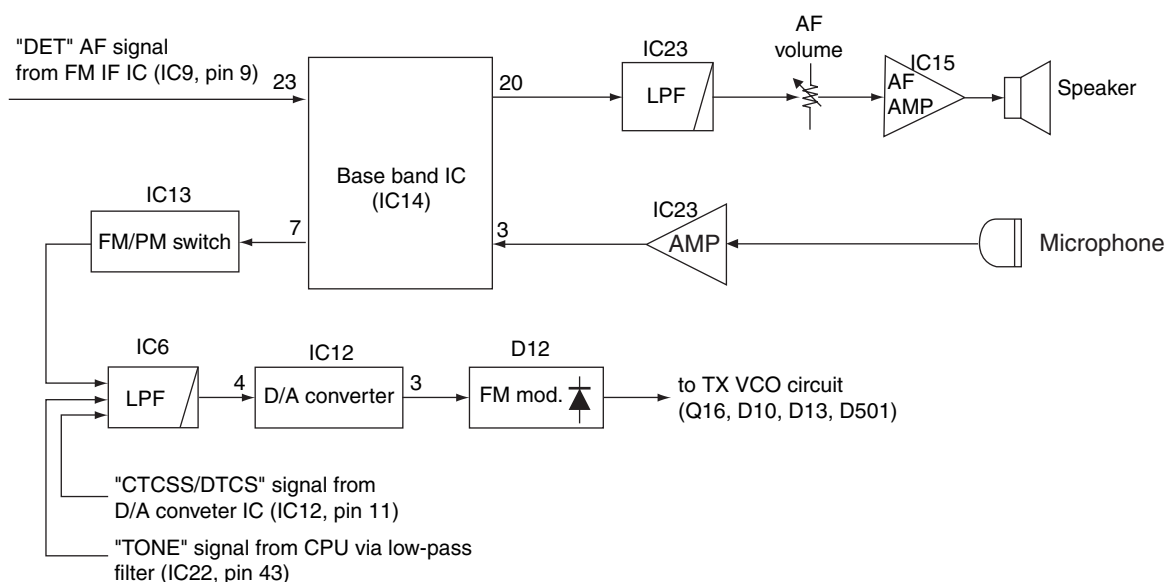 "DET" AF signal
from FM IF IC (IC9, pin 9)
23
Base band IC
(IC14)
20
IC23
LPF
AF
volume
IC15
AF
AMP
Speaker
IC13
FM/PM switch
7
3
IC23
AMP
Microphone
IC6
LPF
4
IC12
D/A converter
3
D12
FM mod.
to TX VCO circuit
(Q16, D10, D13, D501)
"CTCSS/DTCS" signal from
D/A conveter IC (IC12, pin 11)
"TONE" signal from CPU via low-pass
filter (IC22, pin 43)